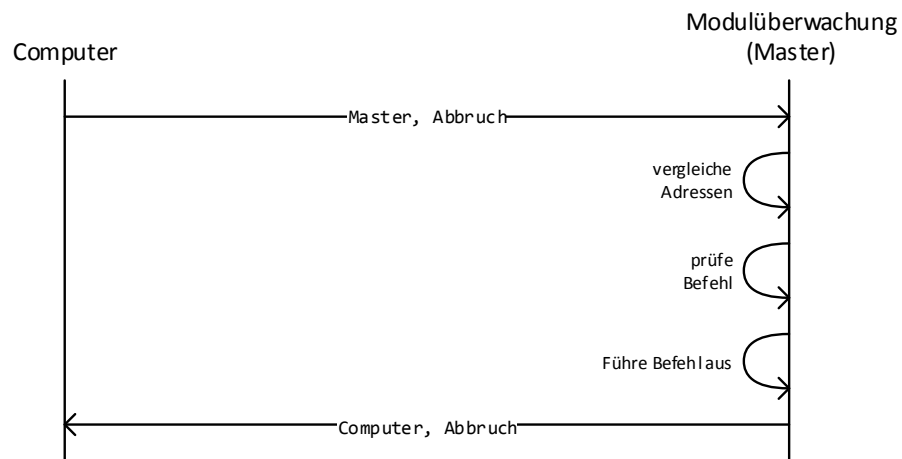 Computer
Modulüberwachung
(Master)
Master, Abbruch
vergleiche
Adressen
prüfe
Befehl
Führe Befehl aus
Computer, Abbruch